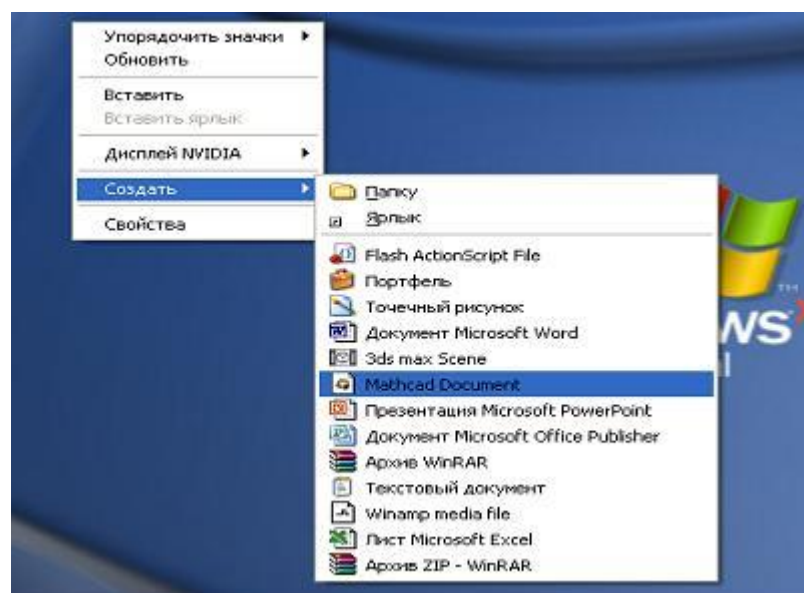 Упорядочить значки
Обновить
Вставить
Вставить ярлык
Дисплей NVIDIA
Создать
Свойства
Папку
Ярлык
Flash ActionScript File
Портфель
Точечный рисунок
Документ Microsoft Word
3ds max Scene
Mathcad Document
Презентация Microsoft PowerPoint
Документ Microsoft Office Publisher
Архив WinRAR
Текстовый документ
Winamp media file
Лист Microsoft Excel
Архив ZIP - WinRAR
TM
ws